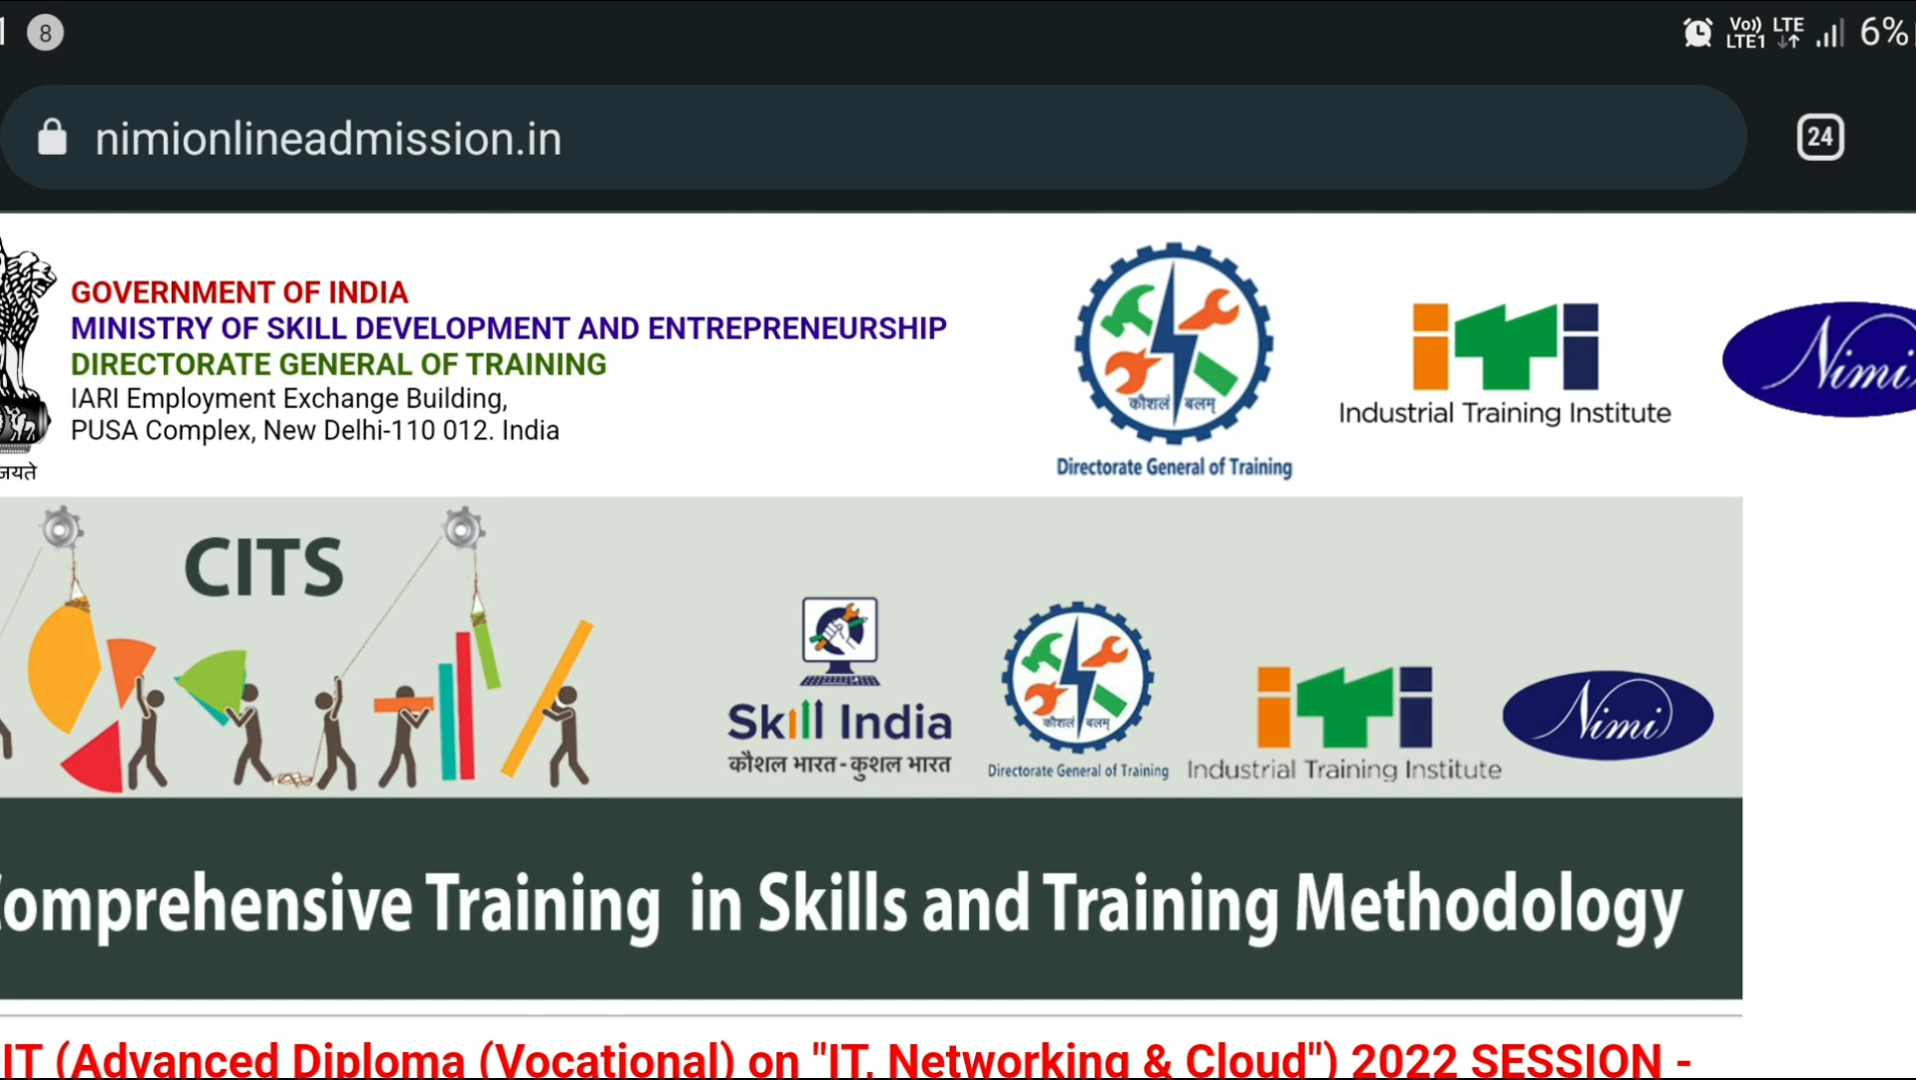 8
Vo)) LTE
LTE1
6%
nimionlineadmission.in
24
GOVERNMENT OF INDIA
MINISTRY OF SKILL DEVELOPMENT AND ENTREPRENEURSHIP
DIRECTORATE GENERAL OF TRAINING
IARI Employment Exchange Building,
PUSA Complex, New Delhi-110 012. India
जयते
कौशलं बलम्
Directorate General of Training
iTi
Industrial Training Institute
Nimi
CITS
Skill India
कौशल भारत - कुशल भारत
कौशलं बलम्
Directorate General of Training
iTi
Industrial Training Institute
Nimi
omprehensive Training in Skills and Training Methodology
IT (Advanced Diploma (Vocational) on "IT, Networking & Cloud") 2022 SESSION -